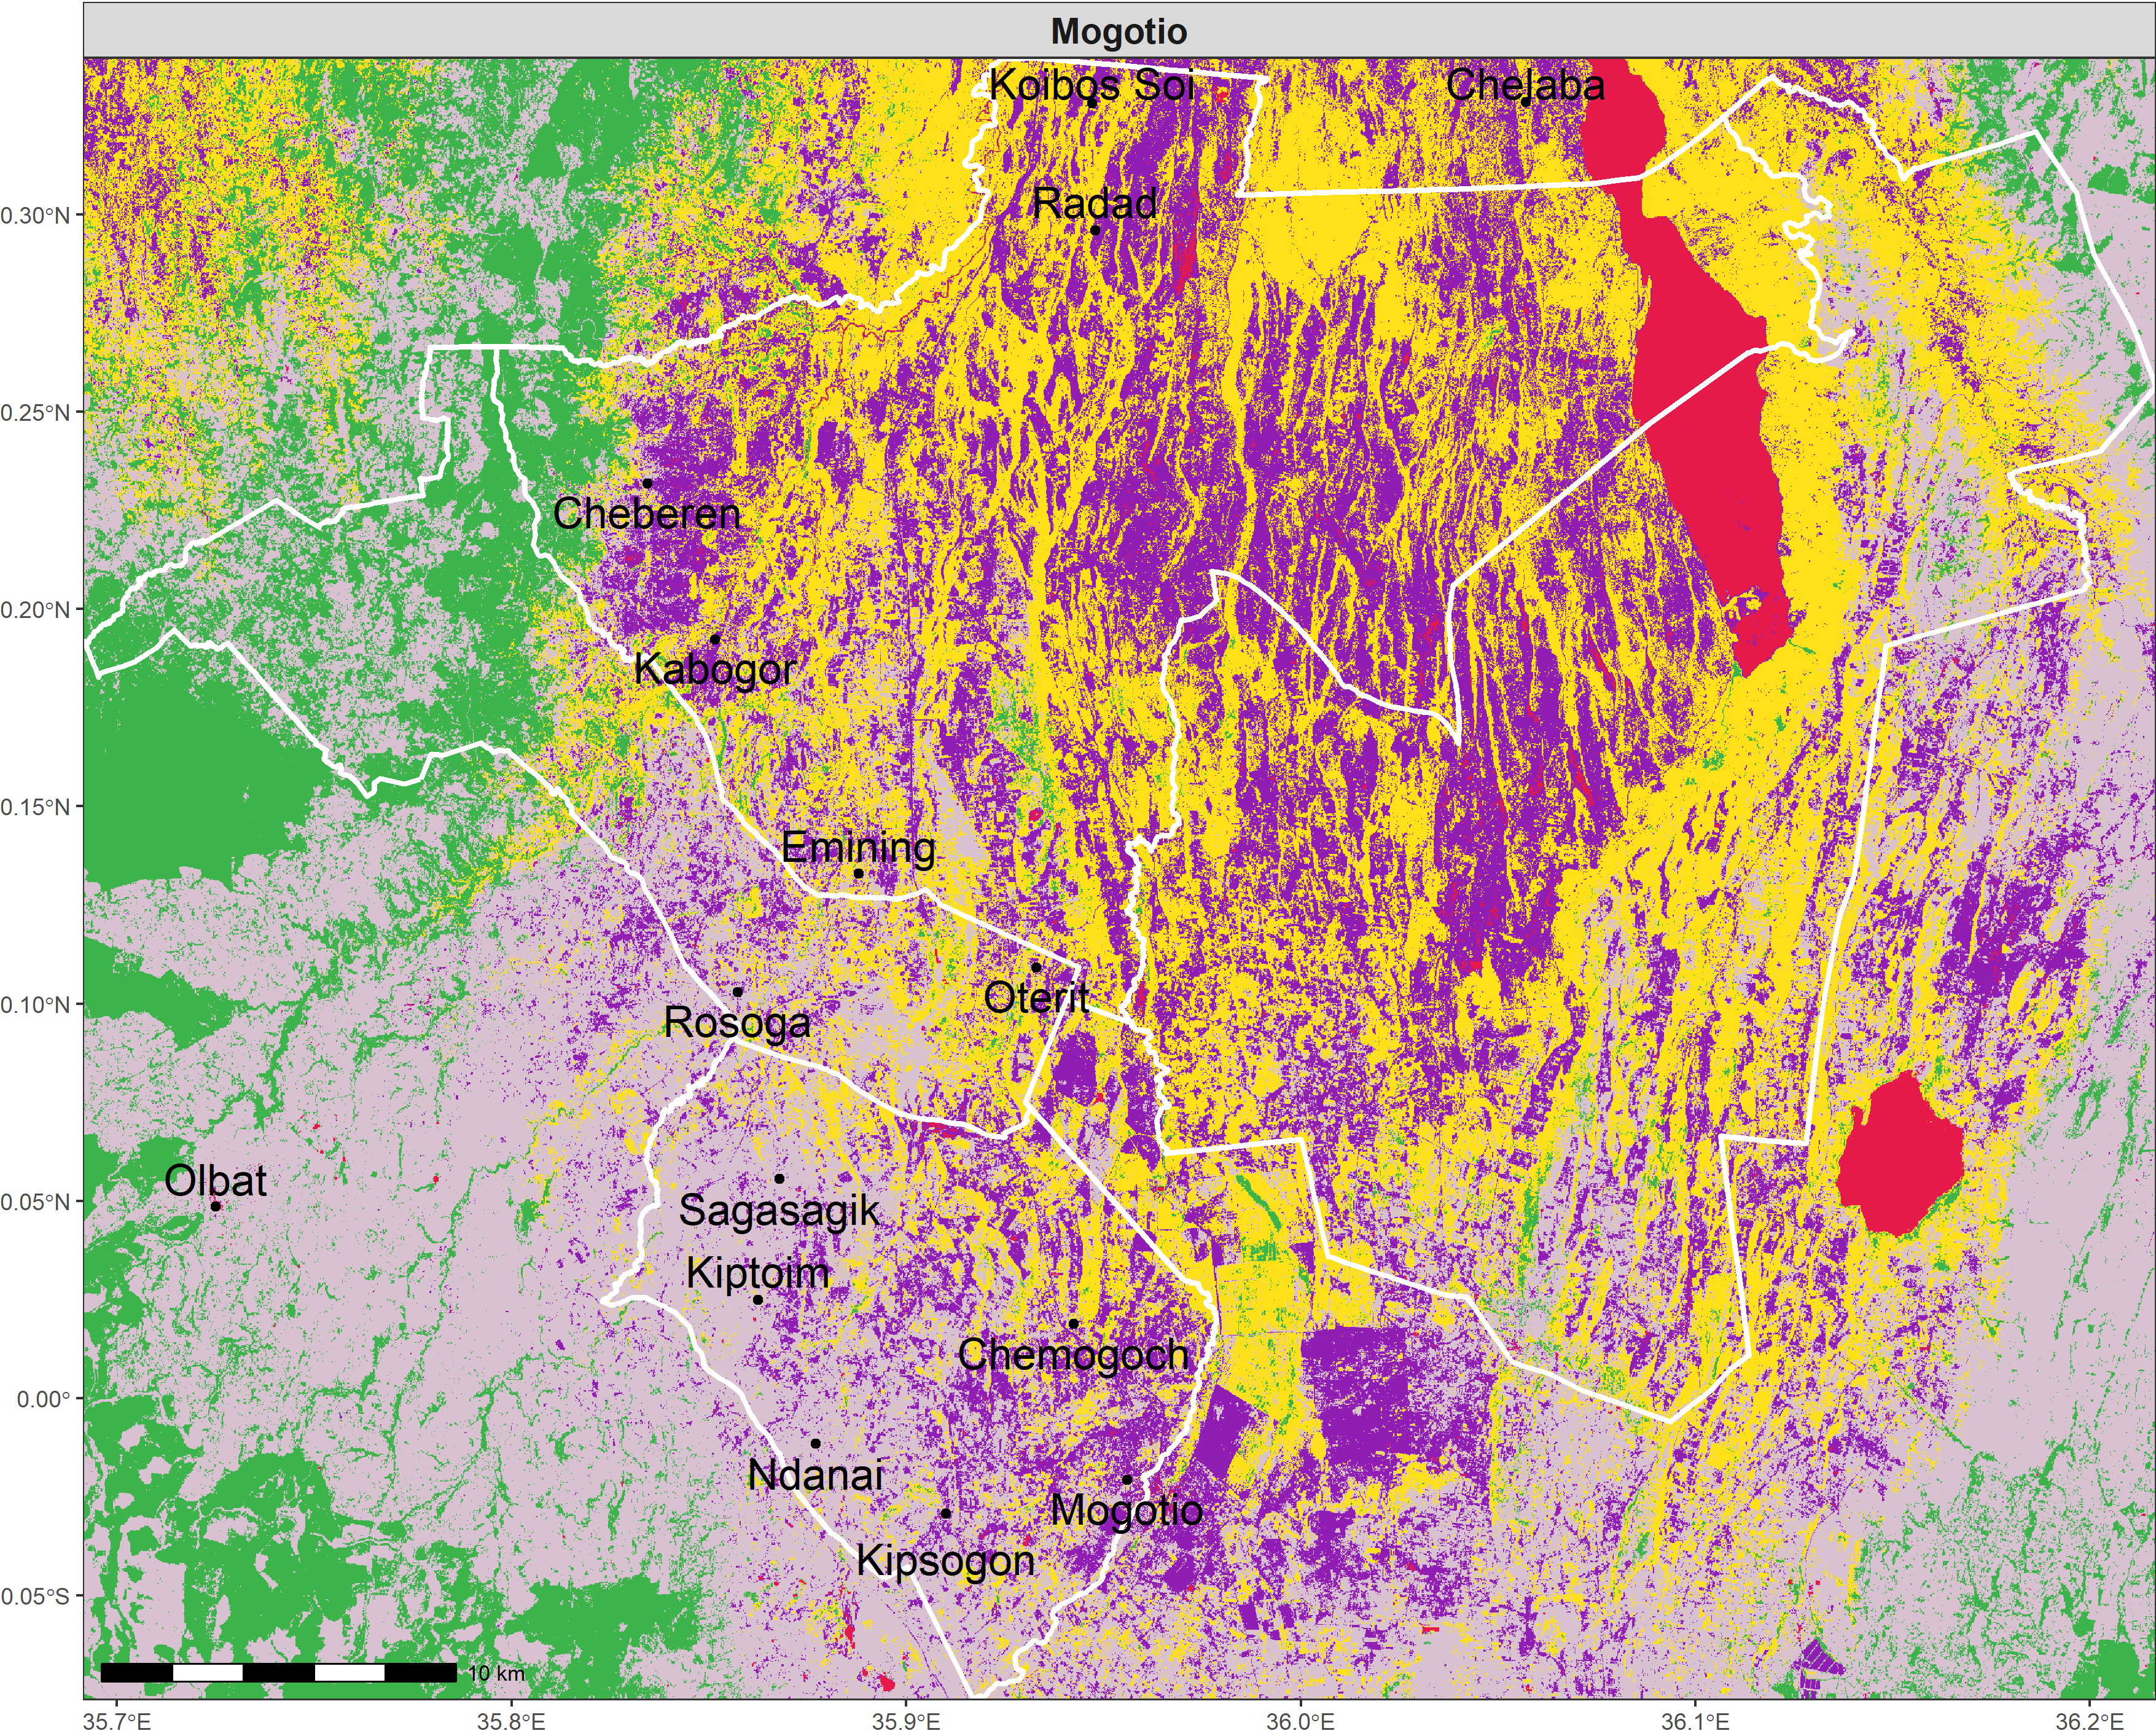 Mogotio
Koibos Soi
Chelaba
Radad
0.30°N
0.25°N
Cheberen
0.20°N
Kabogor
0.15°N
Emining
Oterit
0.10°N
Rosoga
Olbat
0.05°N
Sagasagik
Kiptoim
Chemogoch
0.00°
Ndanai
Mogotio
Kipsogon
0.05°S
10 km
35.7°E
35.8°E
35.9°E
36.0°E
36.1°E
36.2°E